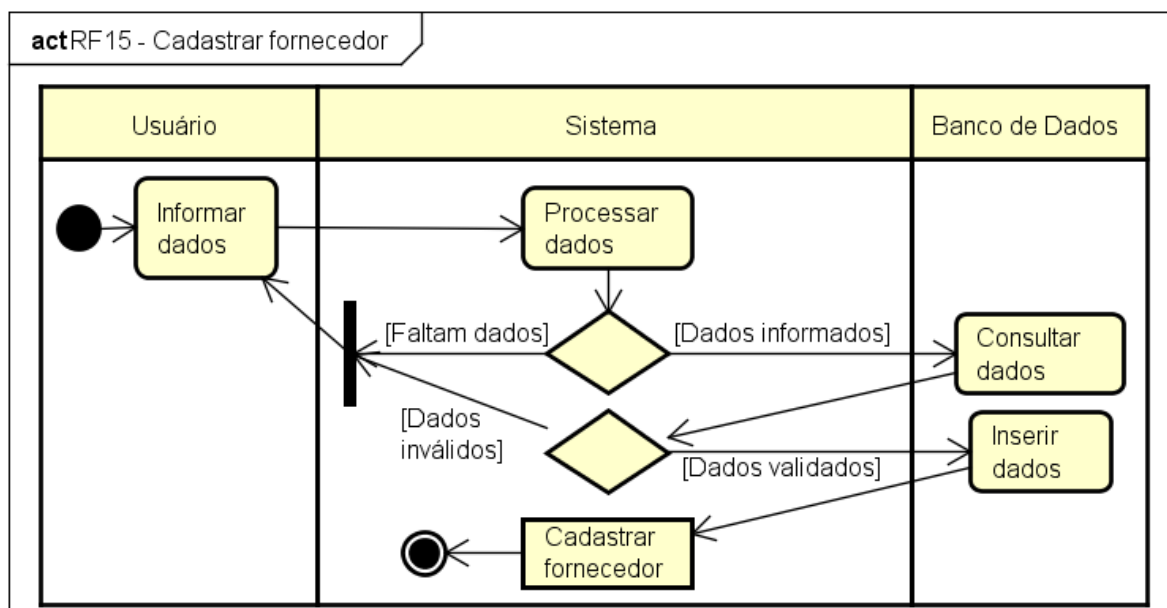 act RF15 - Cadastrar fornecedor
Usuário
Sistema
Banco de Dados
Informar
dados
Processar
dados
[Faltam dados]
[Dados informados]
Consultar
dados
[Dados
inválidos]
[Dados validados]
Inserir
dados
Cadastrar
fornecedor